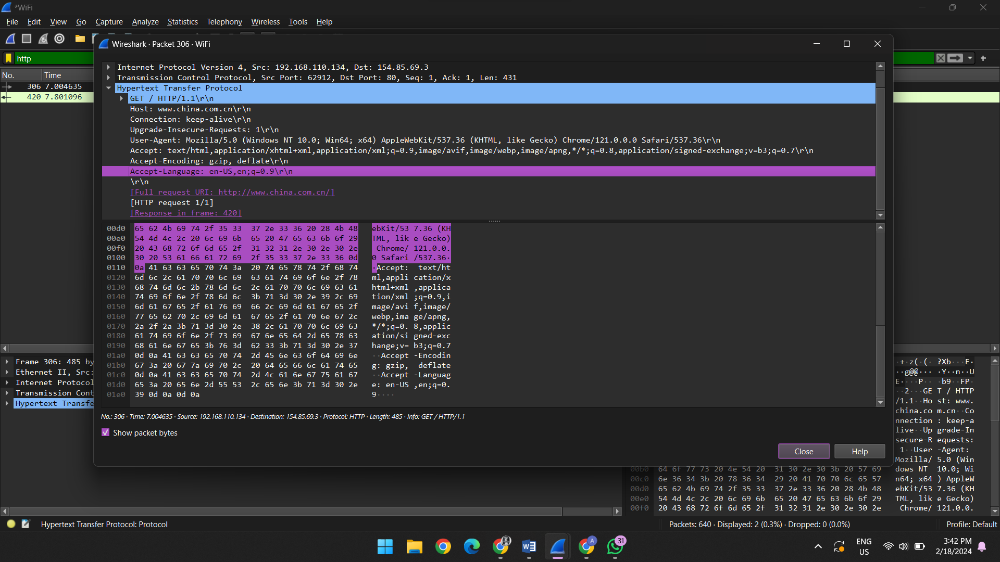 *WiFi
File Edit View Go Capture Analyze Statistics Telephony Wireless Tools Help
Wireshark · Packet 306 · WiFi
http
No. Time
306 7.004635
420 7.801096
Internet Protocol Version 4, Src: 192.168.110.134, Dst: 154.85.69.3
Transmission Control Protocol, Src Port: 62912, Dst Port: 80, Seq: 1, Ack: 1, Len: 431
Hypertext Transfer Protocol
GET / HTTP/1.1\r\n
Host: www.china.com.cn\r\n
Connection: keep-alive\r\n
Upgrade-Insecure-Requests: 1\r\n
User-Agent: Mozilla/5.0 (Windows NT 10.0; Win64; x64) AppleWebKit/537.36 (KHTML, like Gecko) Chrome/121.0.0.0 Safari/537.36\r\n
Accept: text/html,application/xhtml+xml,application/xml;q=0.9,image/avif,image/webp,image/apng,*/*;q=0.8,application/signed-exchange;v=b3;q=0.7\r\n
Accept-Encoding: gzip, deflate\r\n
Accept-Language: en-US,en;q=0.9\r\n
\r\n
[Full request URI: http://www.china.com.cn/]
[HTTP request 1/1]
[Response in frame: 420]
00d0 65 62 4b 69 74 2f 35 33 37 2e 33 36 20 28 4b 48 ebKit/53 7.36 (KH
00e0 54 4d 4c 2c 20 6c 69 6b 65 20 47 65 63 6b 6f 29 TML, lik e Gecko)
00f0 20 43 68 72 6f 6d 65 2f 31 32 31 2e 30 2e 30 2e Chrome/ 121.0.0.
0100 30 20 53 61 66 61 72 69 2f 35 33 37 2e 33 36 0d 0 Safari /537.36·
0110 0a 41 63 63 65 70 74 3a 20 74 65 78 74 2f 68 74 ·Accept: text/ht
0120 6d 6c 2c 61 70 70 6c 69 63 61 74 69 6f 6e 2f 78 ml,appli cation/x
0130 68 74 6d 6c 2b 78 6d 6c 2c 61 70 70 6c 69 63 61 html+xml ,applica
0140 74 69 6f 6e 2f 78 6d 6c 3b 71 3d 30 2e 39 2c 69 tion/xml ;q=0.9,i
0150 6d 61 67 65 2f 61 76 69 66 2c 69 6d 61 67 65 2f mage/avi f,image/
0160 77 65 62 70 2c 69 6d 61 67 65 2f 61 70 6e 67 2c webp,ima ge/apng,
0170 2a 2f 2a 3b 71 3d 30 2e 38 2c 61 70 70 6c 69 63 */*;q=0. 8,applic
0180 61 74 69 6f 6e 2f 73 69 67 6e 65 64 2d 65 78 63 ation/si gned-exc
0190 68 61 6e 67 65 3b 76 3d 62 33 3b 71 3d 30 2e 37 hange;v= b3;q=0.7
01a0 0d 0a 41 63 63 65 70 74 2d 45 6e 63 6f 64 69 6e ··Accept -Encodin
01b0 67 3a 20 67 7a 69 70 2c 20 64 65 66 6c 61 74 65 g: gzip, deflate
01c0 0d 0a 41 63 63 65 70 74 2d 4c 61 6e 67 75 61 67 ··Accept -Languag
01d0 65 3a 20 65 6e 2d 55 53 2c 65 6e 3b 71 3d 30 2e e: en-US ,en;q=0.
01e0 39 0d 0a 0d 0a 9····
No.: 306 · Time: 7.004635 · Source: 192.168.110.134 · Destination: 154.85.69.3 · Protocol: HTTP · Length: 485 · Info: GET / HTTP/1.1
Show packet bytes
Close Help
Frame 306: 485 by
Ethernet II, Src:
Internet Protocol
Transmission Cont
Hypertext Transfe
·+·z(·(· ?Xb···E·
··g@@··· ·Y··n··U
E····P·· ·b9··FP·
··2···GE T / HTTP
/1.1··Ho st: www.
china.co m.cn··Co
nnection : keep-a
live··Up grade-In
secure-R equests:
1··User -Agent:
Mozilla/ 5.0 (Win
00b0 64 6f 77 73 20 4e 54 20 31 30 2e 30 3b 20 57 69 dows NT 10.0; Wi
00c0 6e 36 34 3b 20 78 36 34 29 20 41 70 70 6c 65 57 n64; x64 ) AppleW
00d0 65 62 4b 69 74 2f 35 33 37 2e 33 36 20 28 4b 48 ebKit/53 7.36 (KH
00e0 54 4d 4c 2c 20 6c 69 6b 65 20 47 65 63 6b 6f 29 TML, lik e Gecko)
00f0 20 43 68 72 6f 6d 65 2f 31 32 31 2e 30 2e 30 2e Chrome/ 121.0.0.
Hypertext Transfer Protocol: Protocol
Packets: 640 · Displayed: 2 (0.3%) · Dropped: 0 (0.0%)
Profile: Default
A
31
ENG
US
3:42 PM
2/18/2024